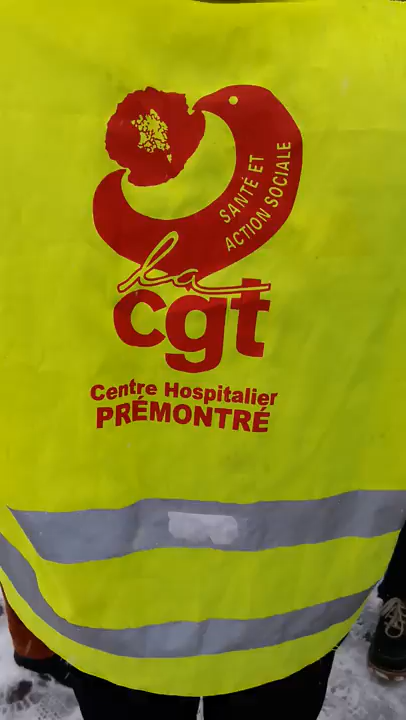 SANTÉ ET
ACTION SOCIALE
la
cgt
Centre Hospitalier
PRÉMONTRÉ